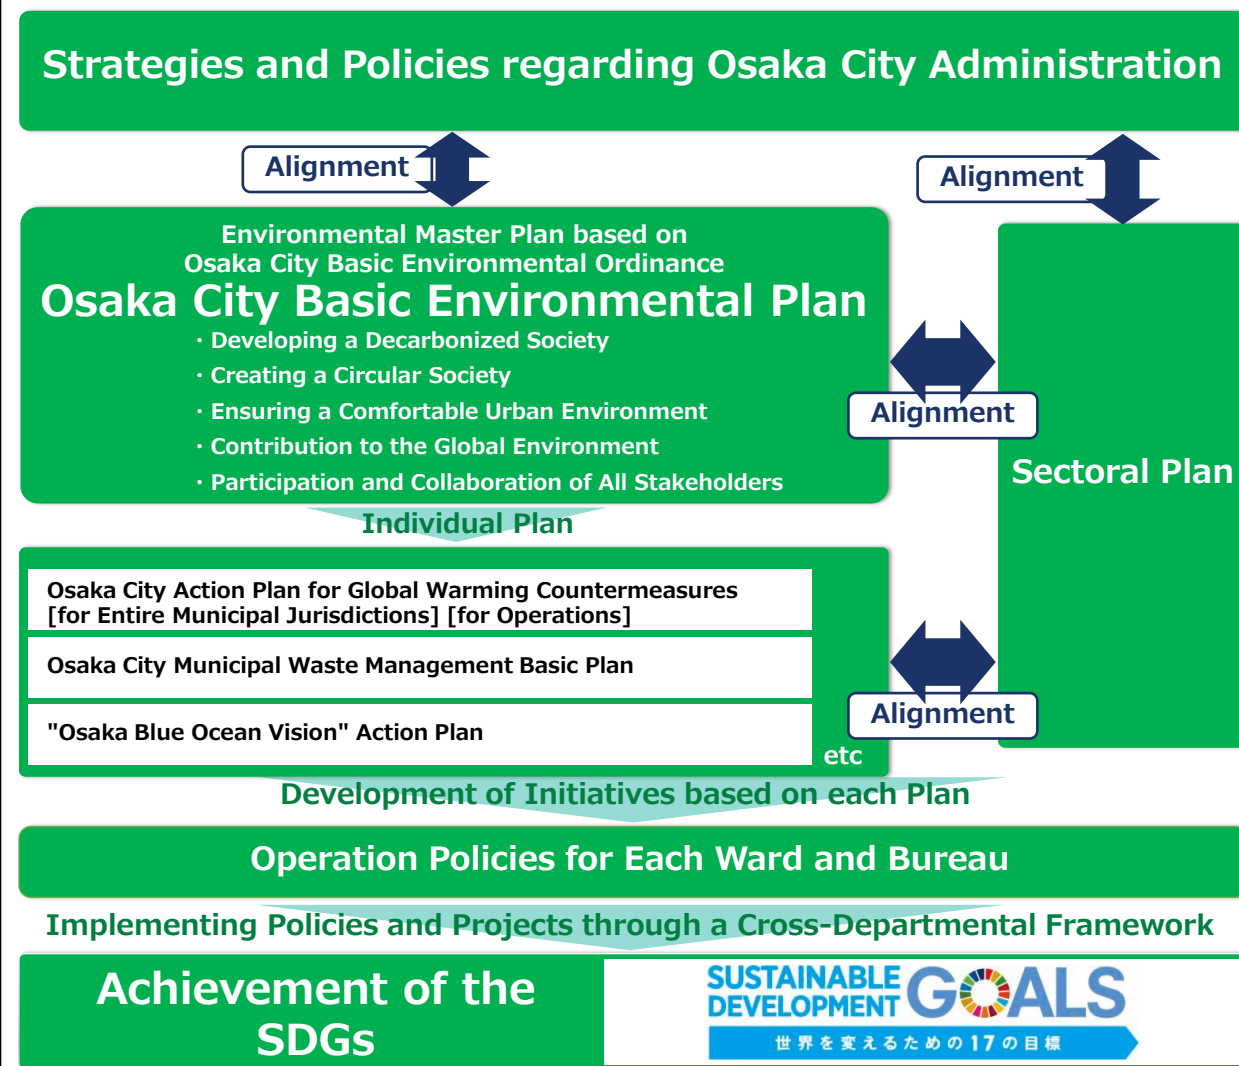 Strategies and Policies regarding Osaka City Administration
Alignment
Alignment
Environmental Master Plan based on
Osaka City Basic Environmental Ordinance
Osaka City Basic Environmental Plan
・Developing a Decarbonized Society
・Creating a Circular Society
・Ensuring a Comfortable Urban Environment
・Contribution to the Global Environment
・Participation and Collaboration of All Stakeholders
Alignment
Sectoral Plan
Individual Plan
Osaka City Action Plan for Global Warming Countermeasures
[for Entire Municipal Jurisdictions] [for Operations]
Osaka City Municipal Waste Management Basic Plan
"Osaka Blue Ocean Vision" Action Plan
etc
Alignment
Development of Initiatives based on each Plan
Operation Policies for Each Ward and Bureau
Implementing Policies and Projects through a Cross-Departmental Framework
Achievement of the
SDGs
SUSTAINABLE
DEVELOPMENT GOALS
世界を変えるための17の目標